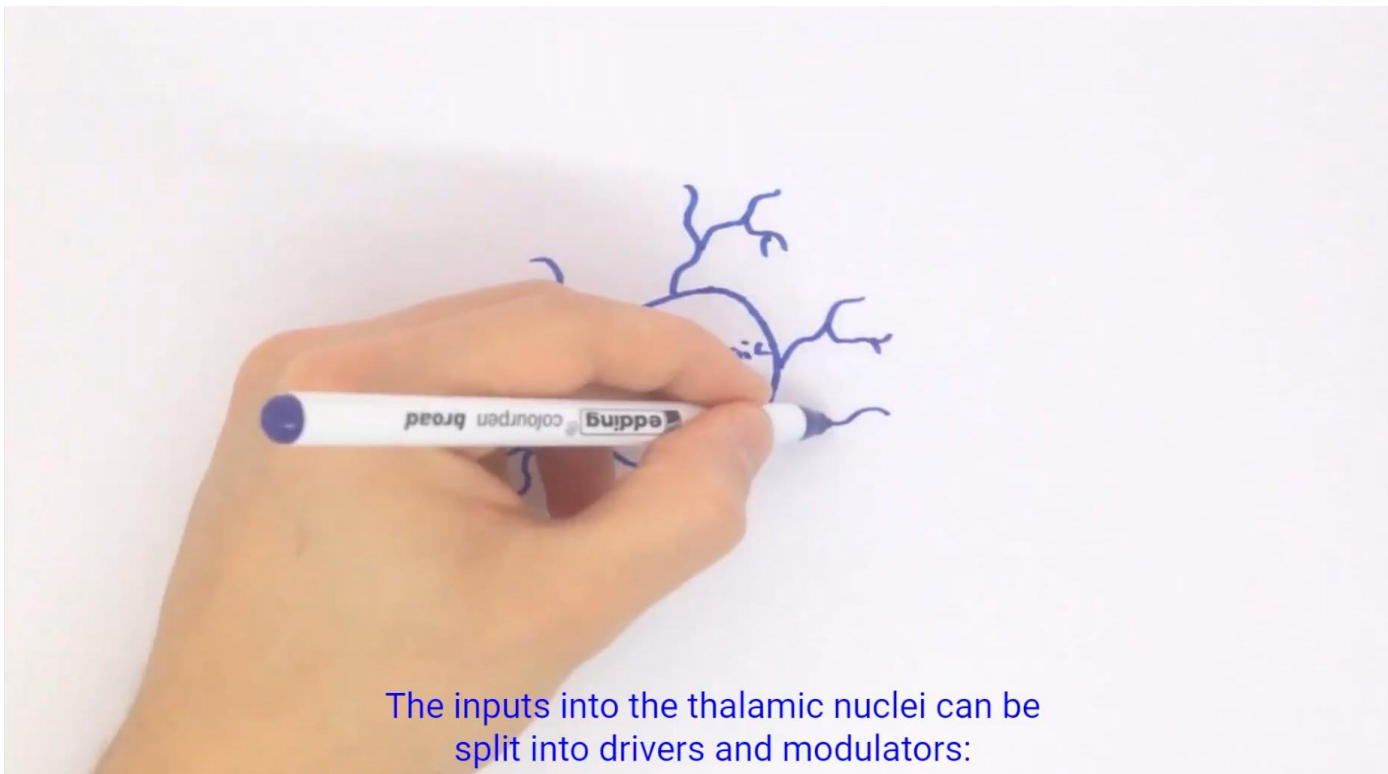 edding colourpen broad
The inputs into the thalamic nuclei can be
split into drivers and modulators: